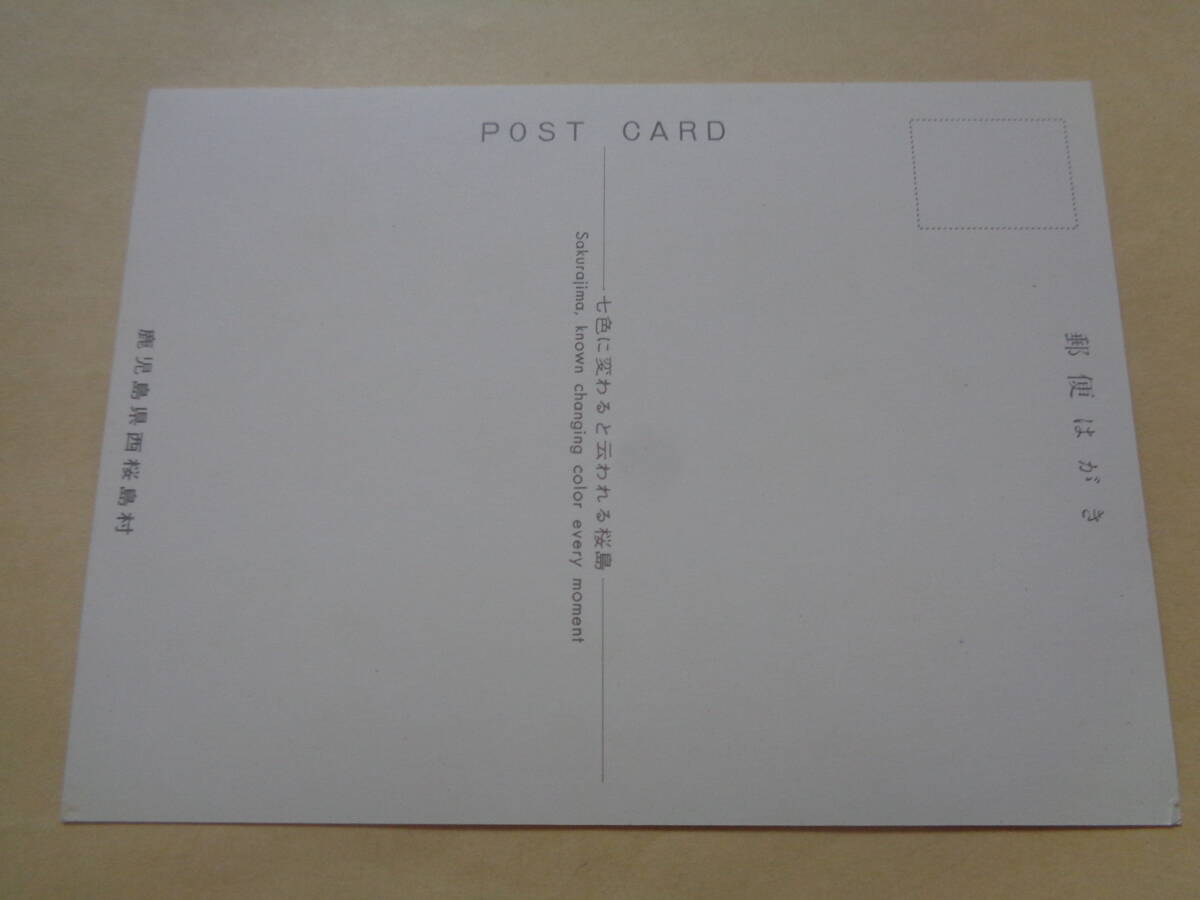 POST CARD
郵便はがき
七色に変わると云われる桜島
Sakurajima, known changing color every moment
鹿児島県西桜島村